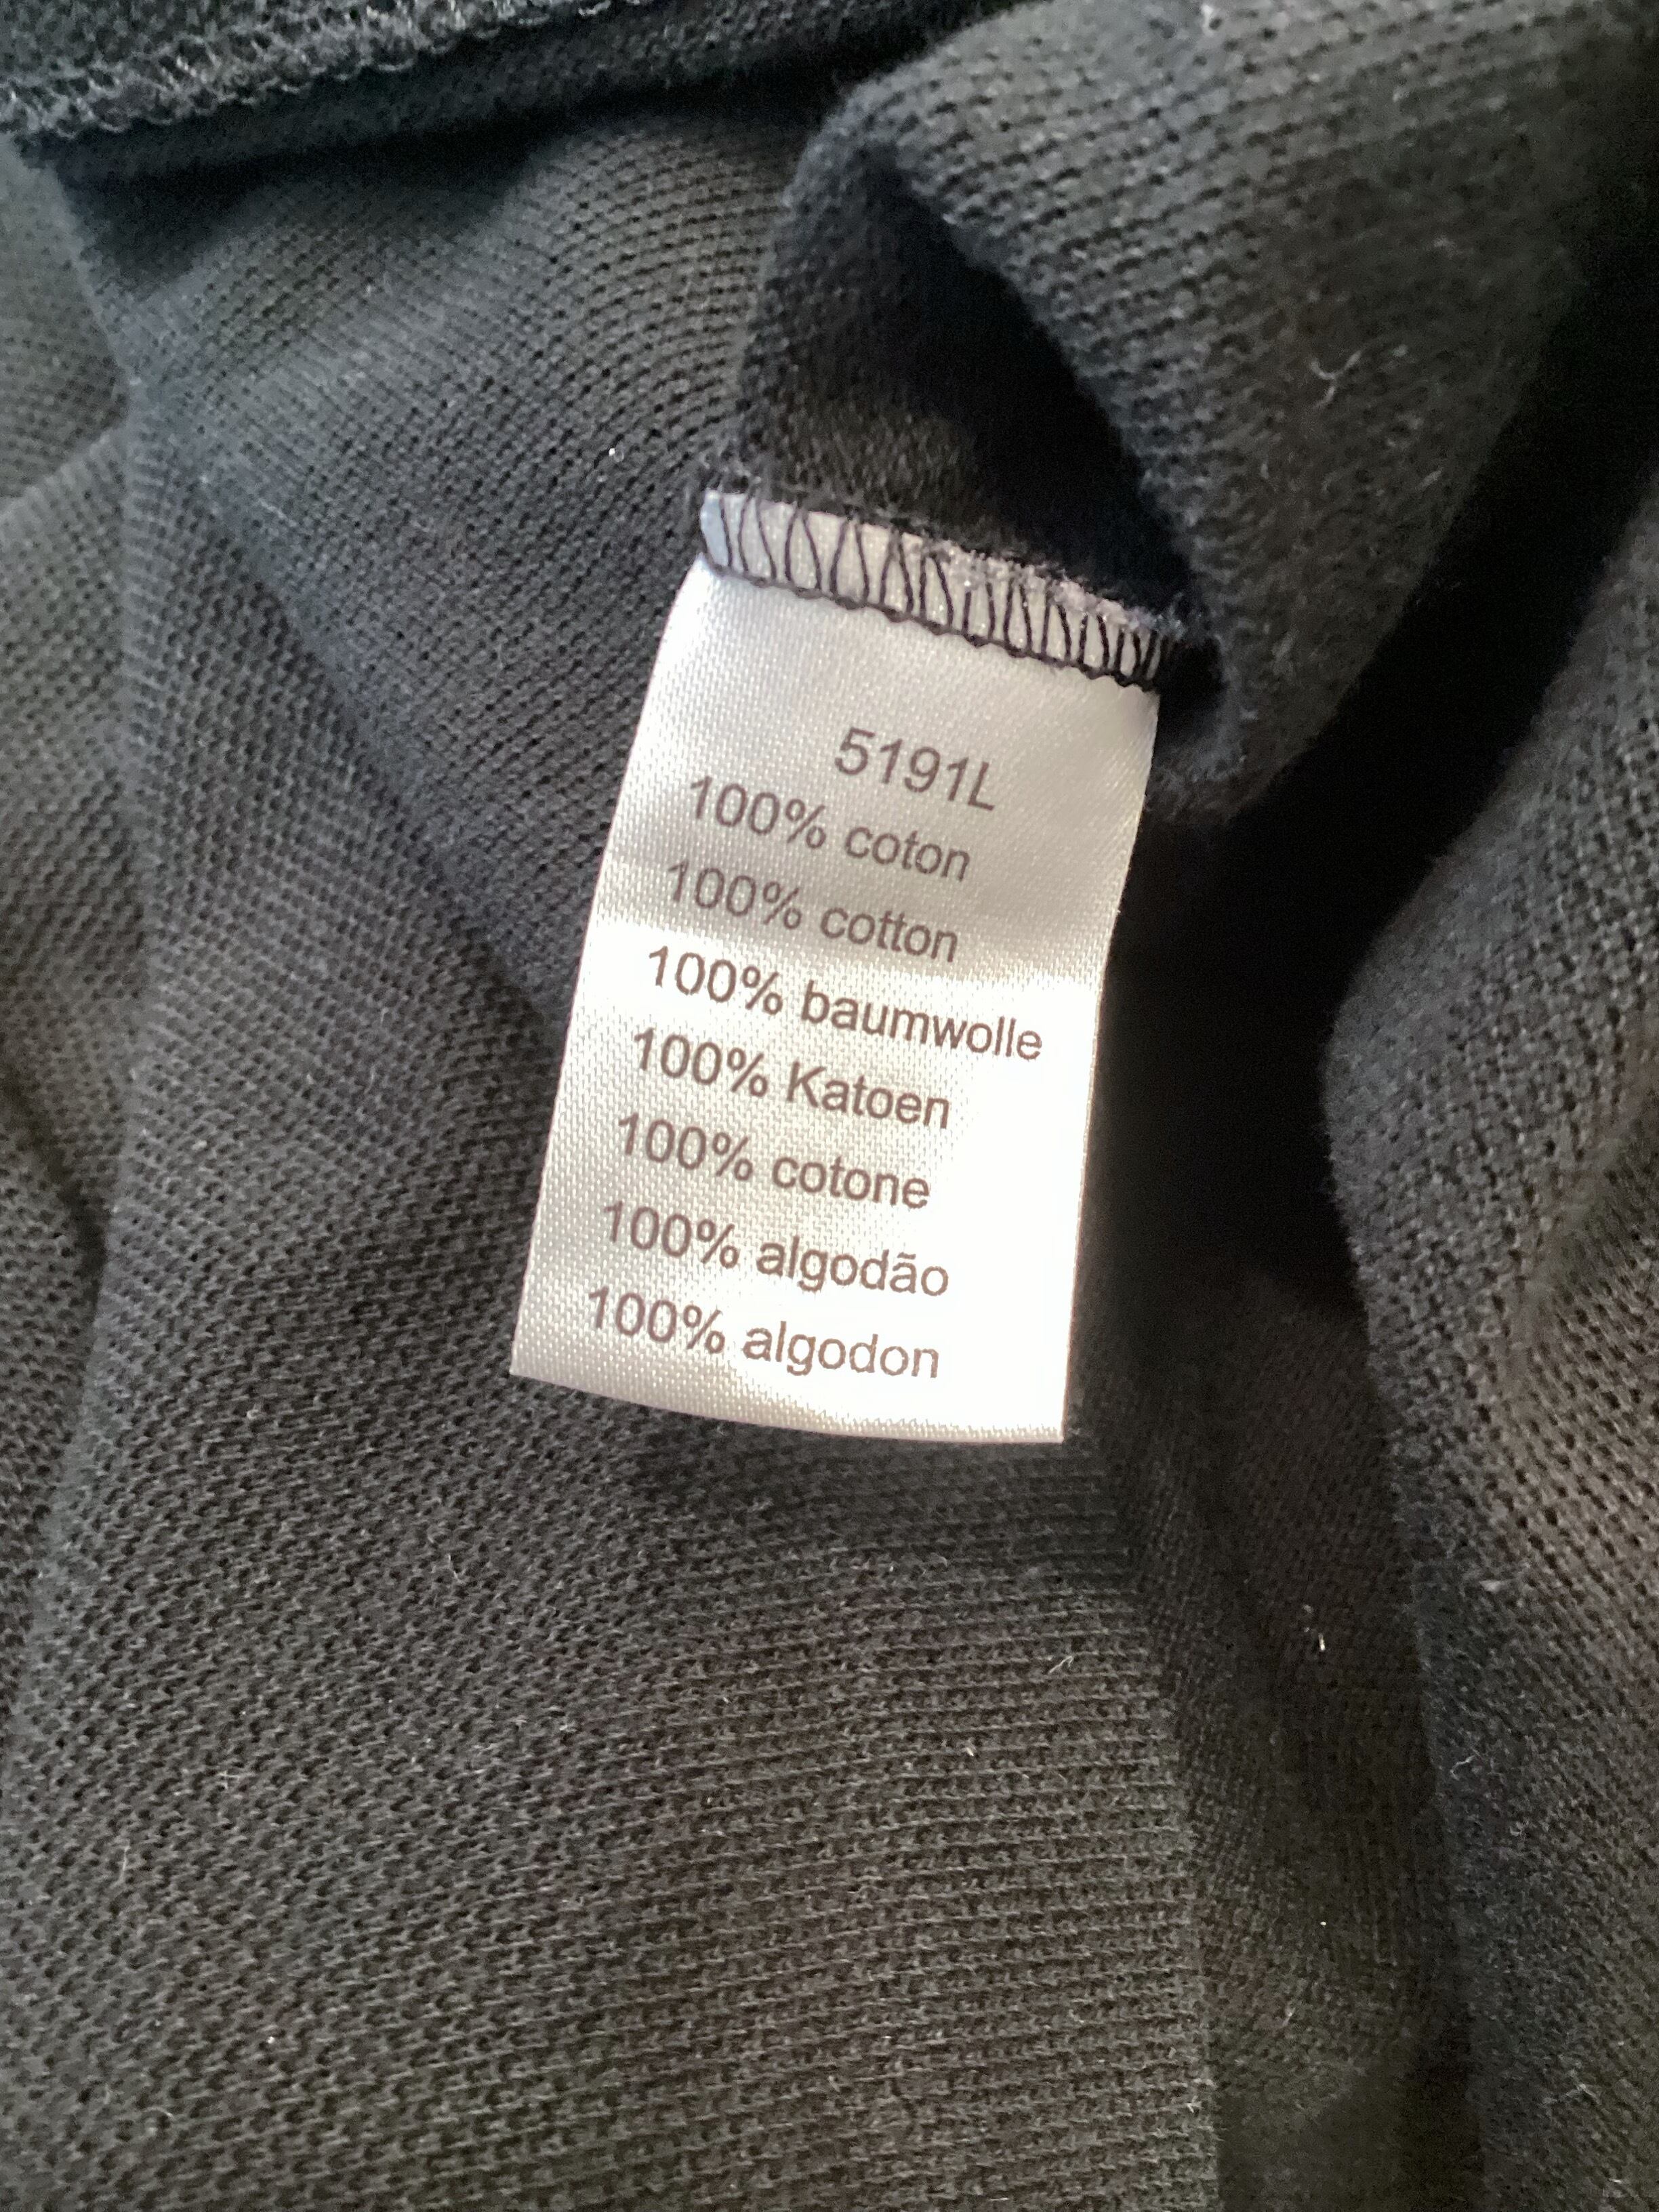 5191L
100% coton
100% cotton
100% baumwolle
100% Katoen
100% cotone
100% algodão
100% algodon